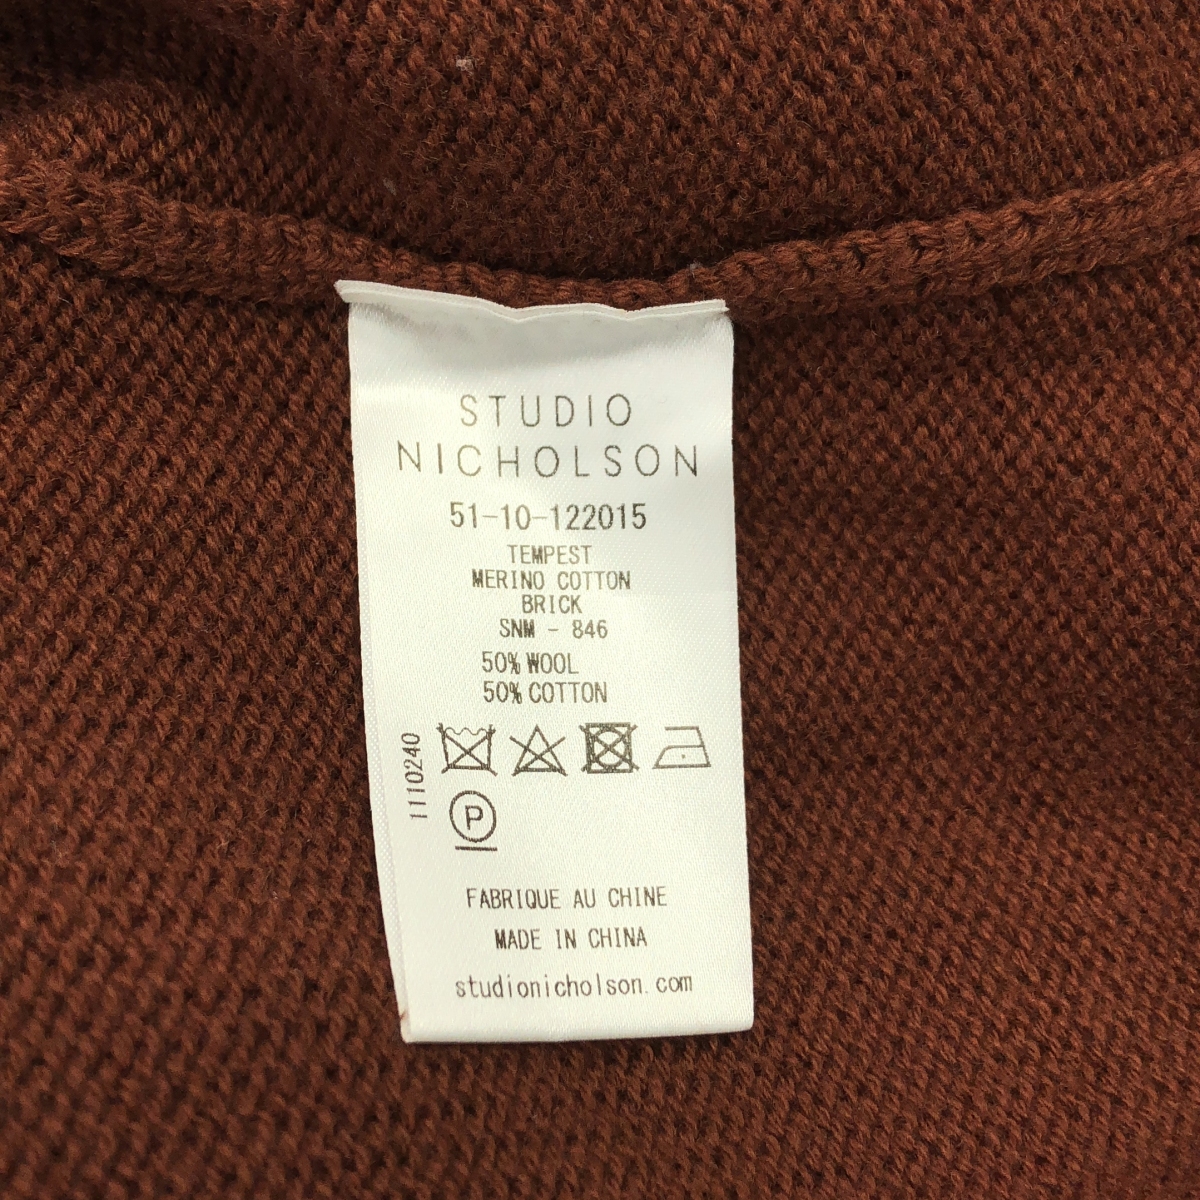 STUDIO
NICHOLSON
51-10-122015
TEMPEST
MERINO COTTON
BRICK
SNM - 846
50% WOOL
50% COTTON
1110240
P
FABRIQUE AU CHINE
MADE IN CHINA
studionicholson.com